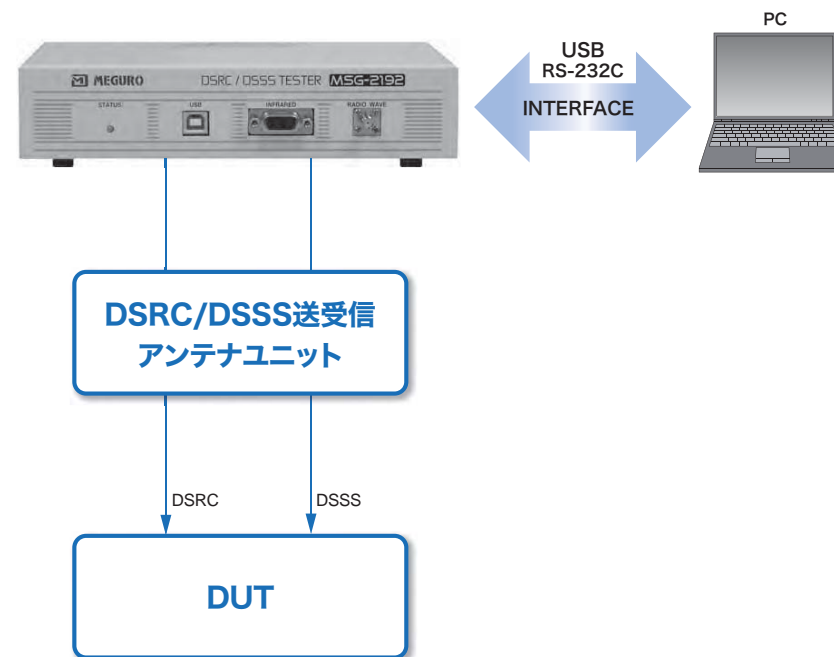 PC
MEGURO
DSRC / DSSS TESTER MSG-2192
STATUS
USB
INFRARED
RADIO WAVE
USB
RS-232C
INTERFACE
DSRC/DSSS送受信
アンテナユニット
DSRC
DSSS
DUT